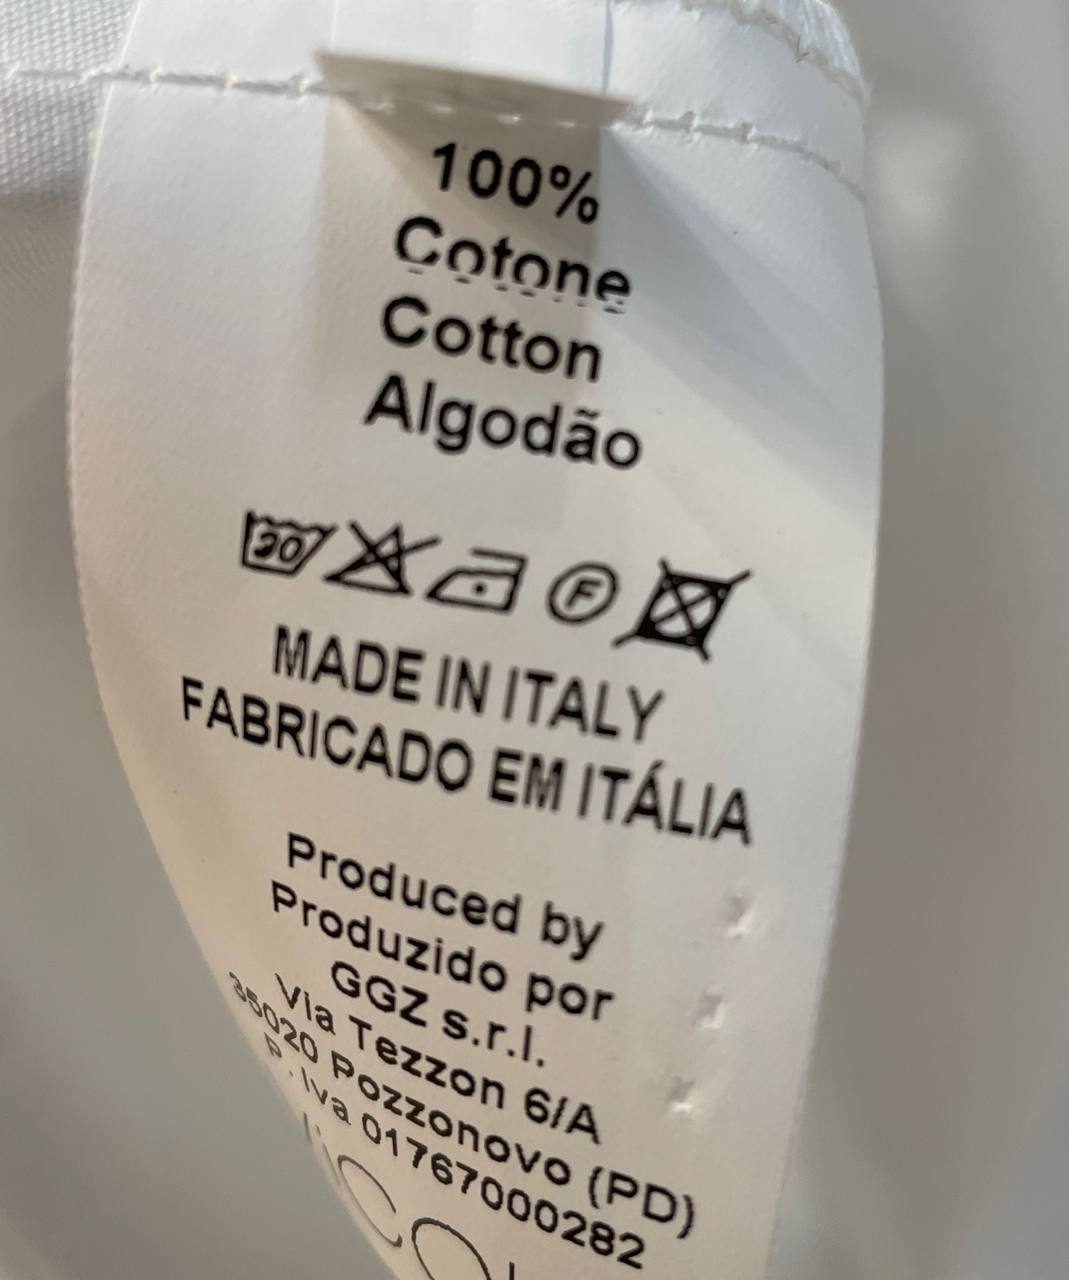 100%
Cotone
Cotton
Algodão
30 F
MADE IN ITALY
FABRICADO EM ITÁLIA
Produced by
Produzido por
GGZ s.r.l.
Via Tezzon 6/A
35020 Pozzonovo (PD)
P.Iva 01767000282